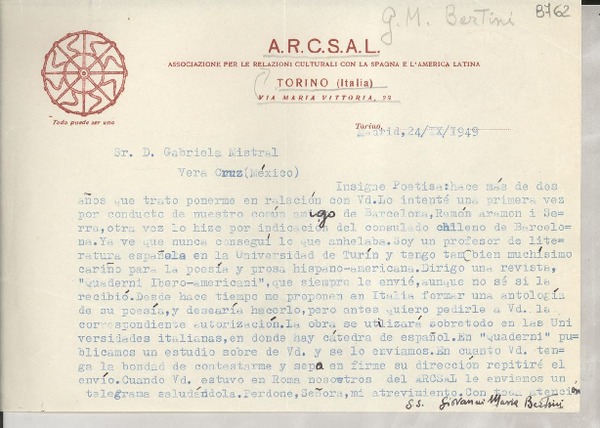 G. M. Bertini
8762
A.R.C.S.A.L.
ASSOCIAZIONE PER LE RELAZIONI CULTURALI CON LA SPAGNA E L'AMERICA LATINA
TORINO (Italia)
VIA MARIA VITTORIA, 22
Todo puede ser uno
Torino, Madrid, 24/IX/1949
Sr. D. Gabriela Mistral
Vera Cruz(México)
Insigne Poetisa:hace más de dos
años que trato ponerme en ralación con Vd.Lo intenté una primera vez
por conducto de nuestro común amigo de Barcelona,Ramón Aramon i Se-
rra,otra vez lo hize por indicación del consulado chileno de Barcelo-
na.Ya ve que nunca conseguí lo que anhelaba.Soy un profesor de lite-
ratura española en la Universidad de Turín y tengo tambien muchísimo
cariño para la poesía y prosa hispano-americana.Dirigo una revista,
"Quaderni Ibero-americani",que siempre le envié,aunque no sé si la
recibió.Desde hace tiempo me proponen en Italia formar una antología
de su poesía,y desearía hacerlo,pero antes quiero pedirle a Vd. la
correspondiente autorización.La obra se utilizará sobretodo en las Uni
versidades italianas,en donde hay cátedra de español.En "Quaderni" pu-
blicamos un estudio sobre de Vd. y se lo enviamos.En cuanto Vd. ten-
ga la bondad de contestarme y sepa en firme su dirección repitiré el
envío.Cuando Vd. estuvo en Roma nosotros del ARCSAL le enviamos un
telegrama saludándola.Perdone,Señora,mi atrevimiento.Con toda atención
s.s. Giovanni Maria Bertini